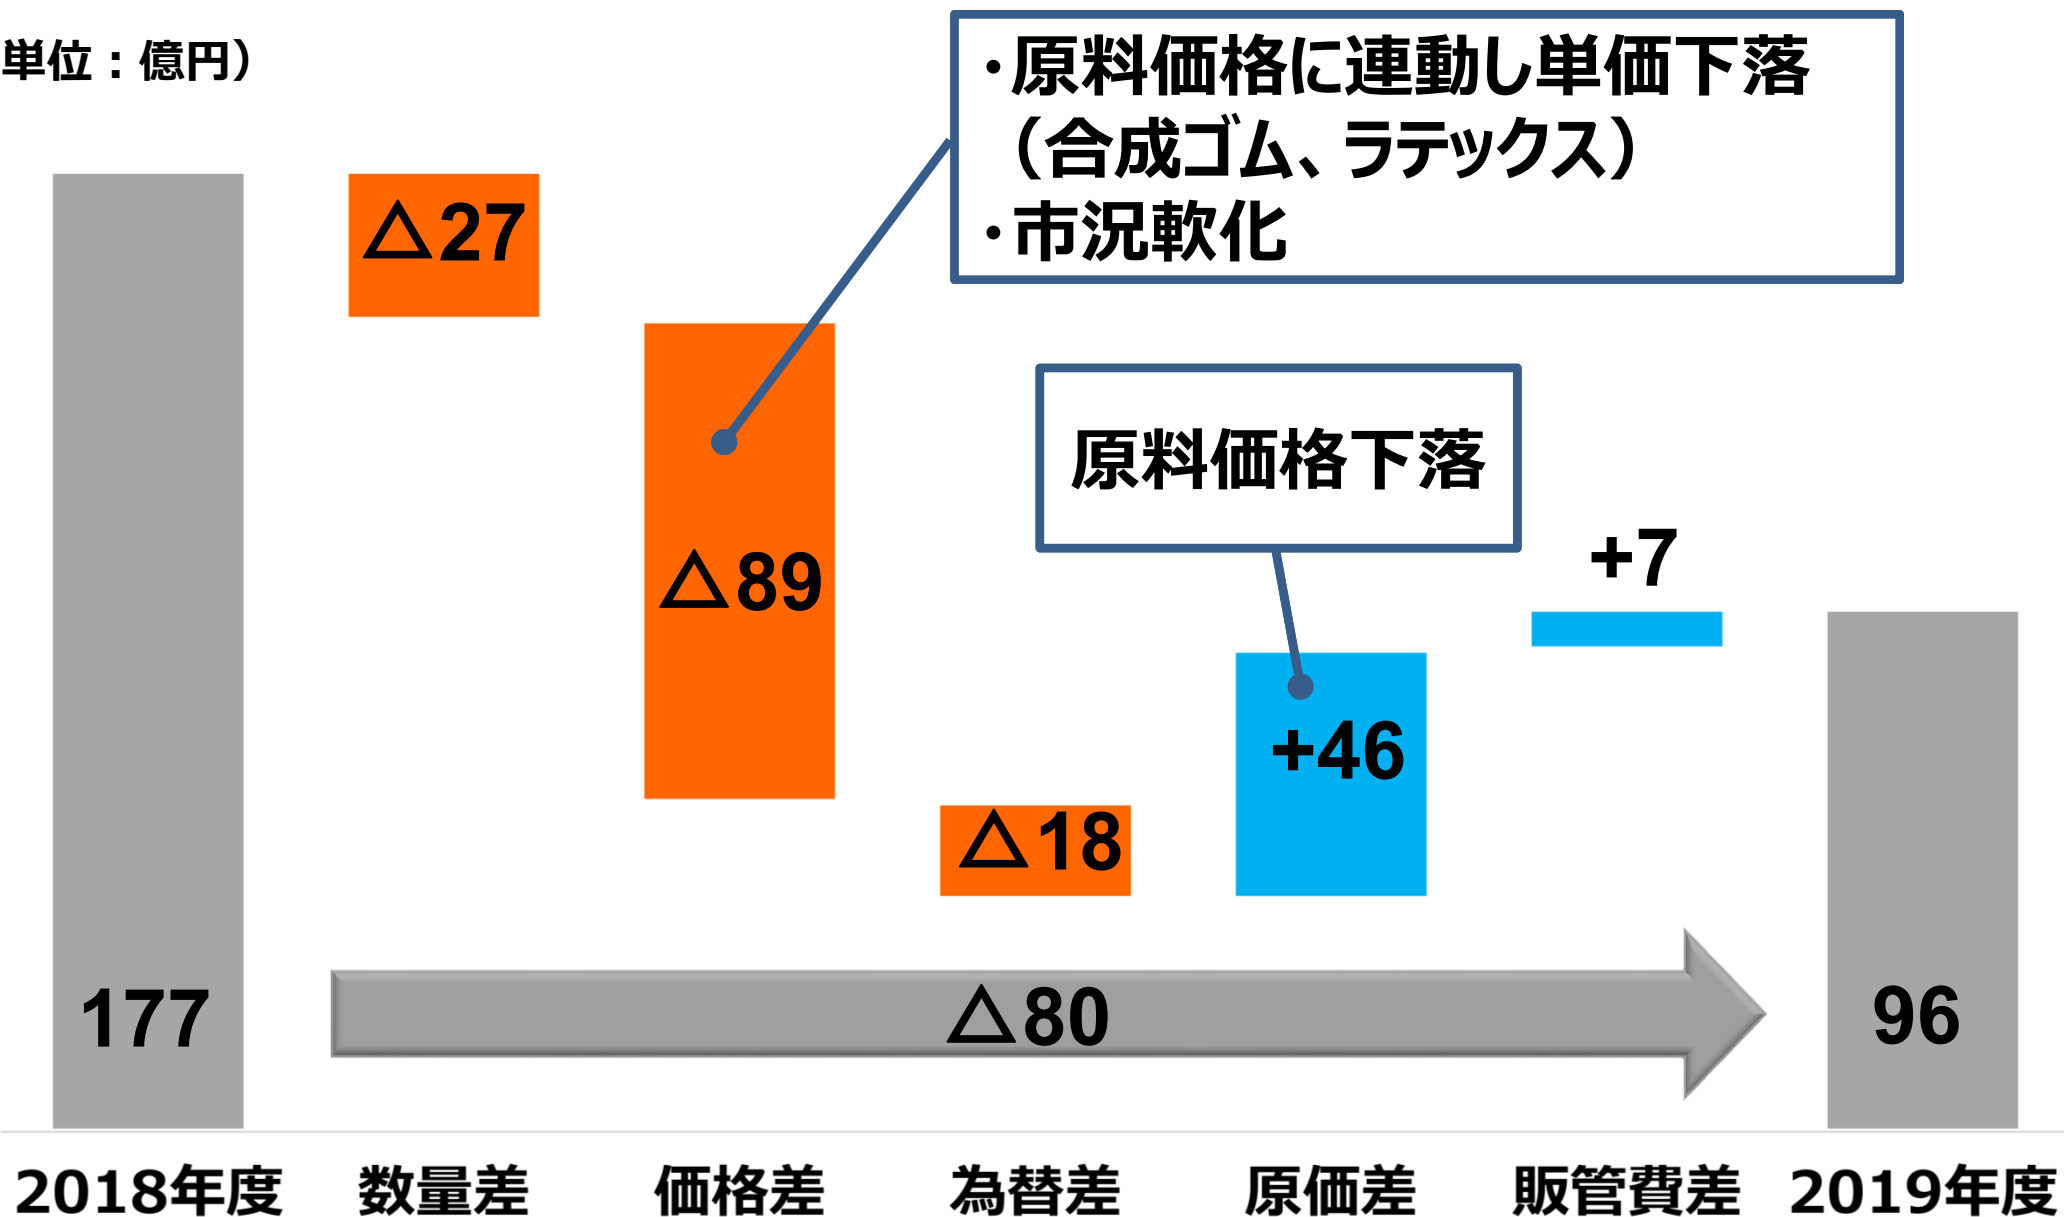 単位：億円）
・原料価格に連動し単価下落
（合成ゴム、ラテックス）
・市況軟化
△27
原料価格下落
+7
△89
+46
△18
177
△80
96
2018年度 数量差 価格差 為替差 原価差 販管費差 2019年度